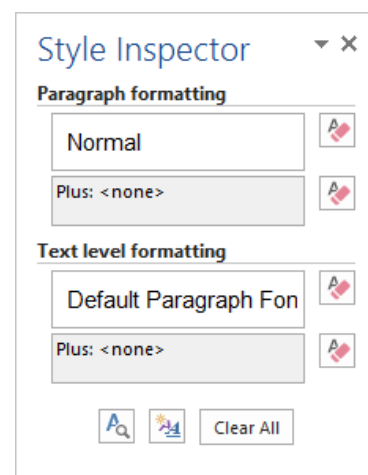 Style Inspector
Paragraph formatting
Normal
Plus: <none>
Text level formatting
Default Paragraph Fon
Plus: <none>
Clear All